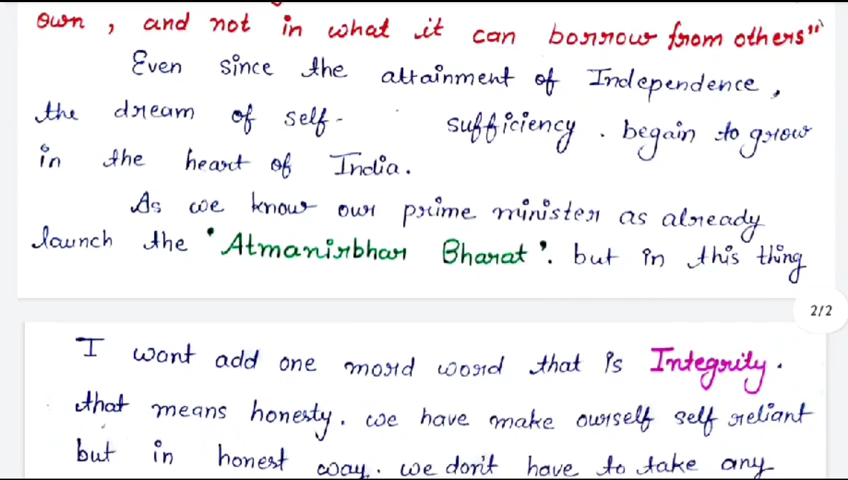 own, and not in what it can borrow from others"
Even since the attainment of Independence,
the dream of self- sufficiency. begain to grow
in the heart of India.
As we know our prime minister as already
launch the 'Atmanirbhar Bharat'. but in this thing
2/2
I want add one mord word that is Integrity.
that means honesty. we have make ourself self reliant
but in honest way. we don't have to take any